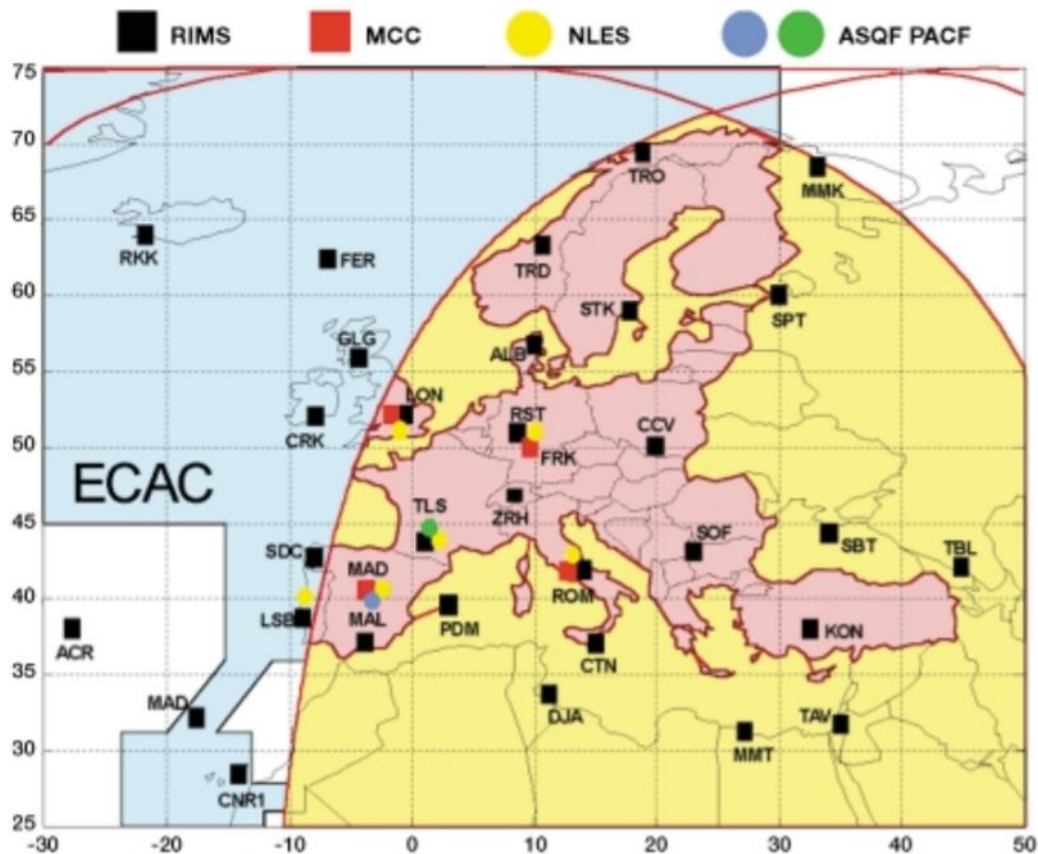 RIMS MCC NLES ASQF PACF
75
70
TRO
MMK
65
RKK
FER
TRD
60
STK
SPT
GLG
ALB
55
LON
RST
CCV
CRK
50
FRK
ECAC
TLS
ZRH
45
SOF
SBT
SDC
TBL
MAD
ROM
40
LSB
MAL
PDM
KON
ACR
CTN
35
MAD
DJA
TAV
MMT
30
CNR1
25
-30 -20 -10 0 10 20 30 40 50